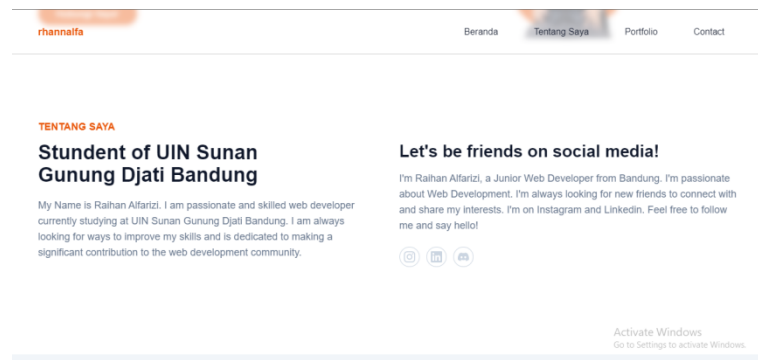 rhannalfa
Beranda
Tentang Saya
Portfolio
Contact
TENTANG SAYA
Stundent of UIN Sunan
Gunung Djati Bandung
My Name is Raihan Alfarizi. I am passionate and skilled web developer
currently studying at UIN Sunan Gunung Djati Bandung. I am always
looking for ways to improve my skills and is dedicated to making a
significant contribution to the web development community.
Let's be friends on social media!
I'm Raihan Alfarizi, a Junior Web Developer from Bandung. I'm passionate
about Web Development. I'm always looking for new friends to connect with
and share my interests. I'm on Instagram and Linkedin. Feel free to follow
me and say hello!
in
Activate Windows
Go to Settings to activate Windows.